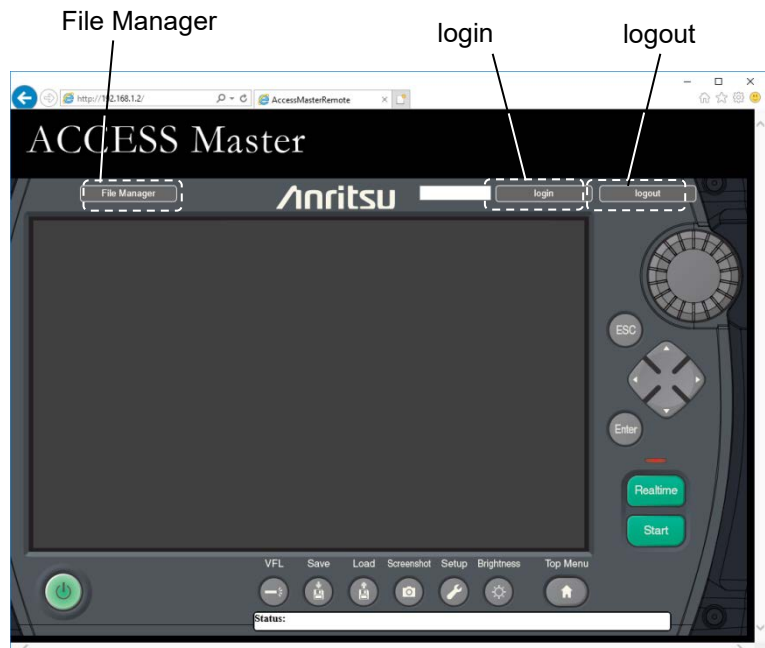 File Manager
login
logout
http://192.168.1.2/
AccessMasterRemote
ACCESS Master
File Manager
Anritsu
login
logout
ESC
Enter
Realtime
Start
VFL
Save
Load
Screenshot
Setup
Brightness
Top Menu
Status: